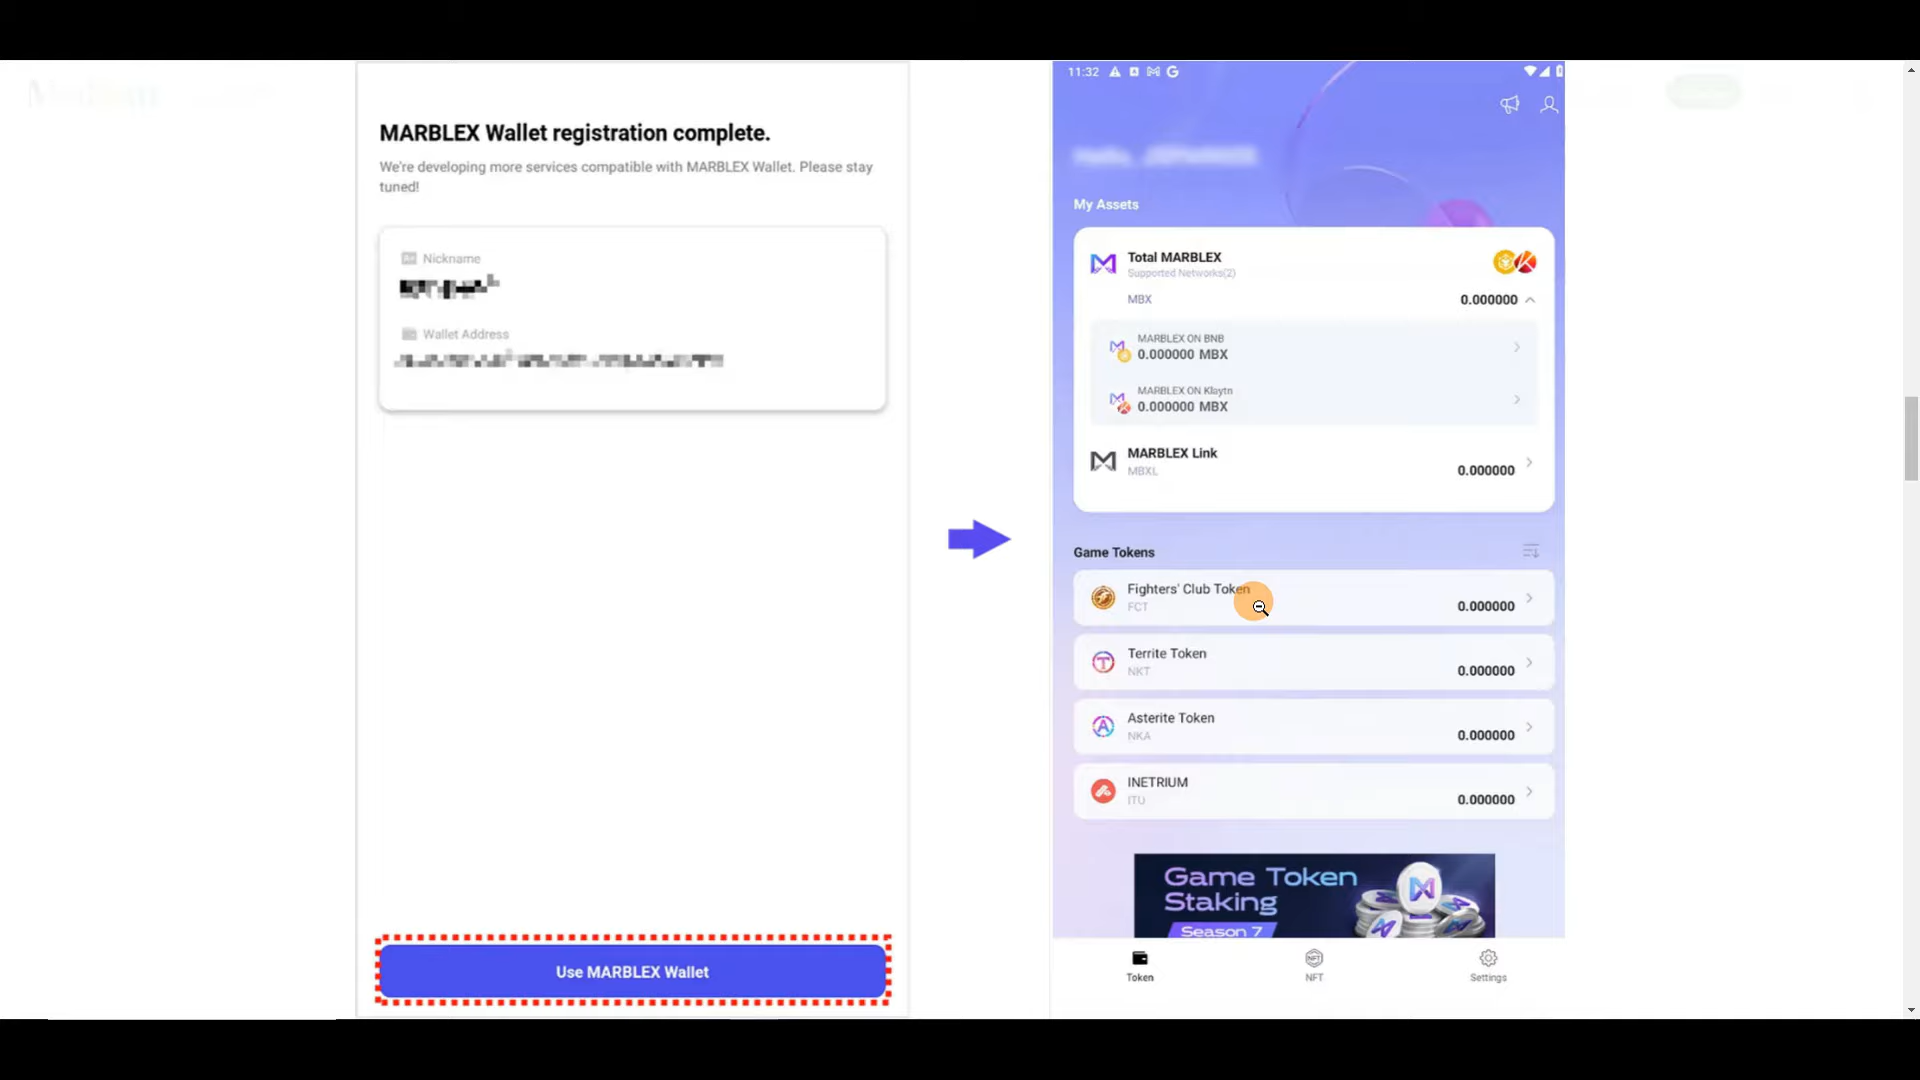 MARBLEX Wallet registration complete.
We're developing more services compatible with MARBLEX Wallet. Please stay
tuned!
Nickname
Wallet Address
Use MARBLEX Wallet
11:32
My Assets
Total MARBLEX
Supported Networks(2)
MBX
0.000000
MARBLEX ON BNB
0.000000 MBX
MARBLEX ON Klaytn
0.000000 MBX
MARBLEX Link
MBXL
0.000000
Game Tokens
Fighters' Club Token
FCT
0.000000
Territe Token
NKT
0.000000
Asterite Token
NKA
0.000000
INETRIUM
ITU
0.000000
Game Token
Staking
Season 7
Token
NFT
Settings